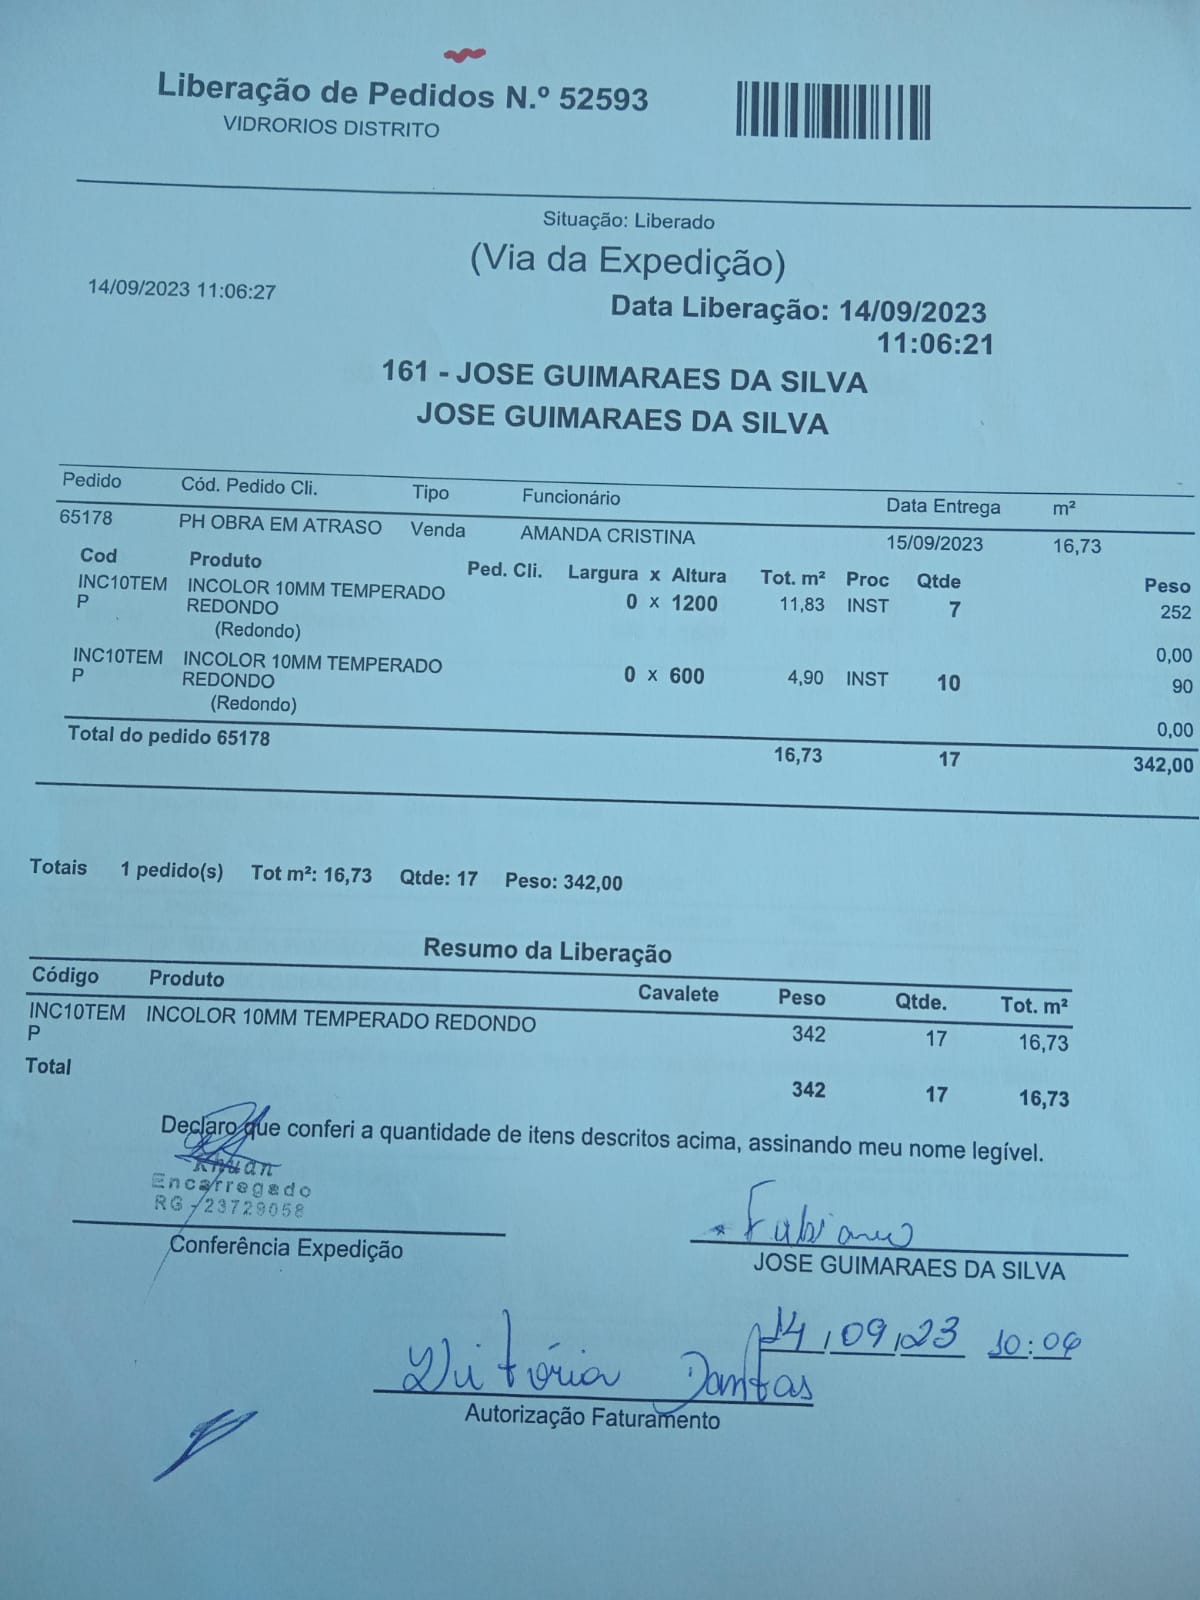 Liberação de Pedidos N.º 52593
VIDRORIOS DISTRITO
Situação: Liberado
(Via da Expedição)
14/09/2023 11:06:27
Data Liberação: 14/09/2023
11:06:21
161 - JOSE GUIMARAES DA SILVA
JOSE GUIMARAES DA SILVA
Pedido Cód. Pedido Cli. Tipo Funcionário Data Entrega m²
65178 PH OBRA EM ATRASO Venda AMANDA CRISTINA 15/09/2023 16,73
Cod Produto Ped. Cli. Largura x Altura Tot. m² Proc Qtde Peso
INC10TEM INCOLOR 10MM TEMPERADO 0 x 1200 11,83 INST 7 252
P REDONDO
(Redondo)
0,00
INC10TEM INCOLOR 10MM TEMPERADO 0 x 600 4,90 INST 10 90
P REDONDO
(Redondo)
0,00
Total do pedido 65178 16,73 17 342,00
Totais 1 pedido(s) Tot m²: 16,73 Qtde: 17 Peso: 342,00
Resumo da Liberação
Código Produto Cavalete Peso Qtde. Tot. m²
INC10TEM INCOLOR 10MM TEMPERADO REDONDO 342 17 16,73
P
Total 342 17 16,73
Declaro que conferi a quantidade de itens descritos acima, assinando meu nome legível.
Khuan
Encarregado
RG - 23729058
Conferência Expedição
Fabiano
JOSE GUIMARAES DA SILVA
14/09/23 10:04
Vitória Dantas
Autorização Faturamento